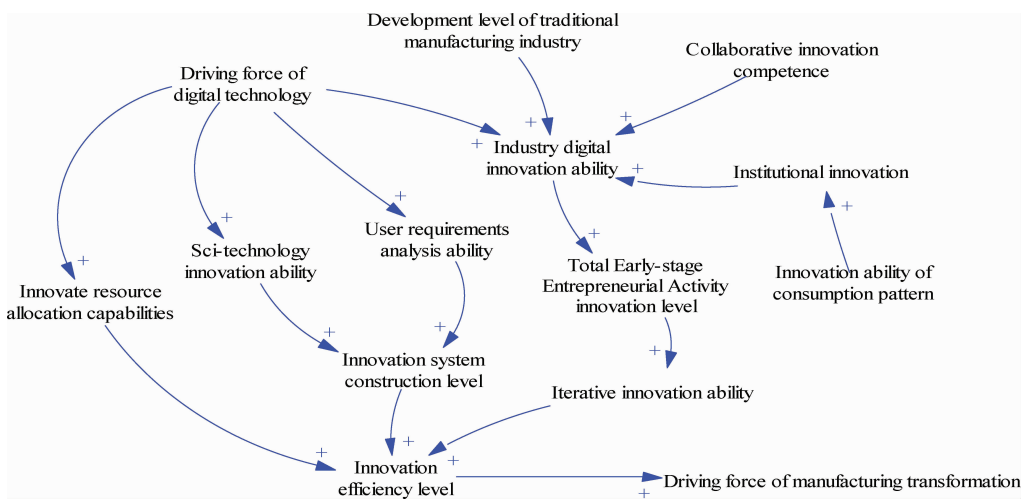 Development level of traditional
manufacturing industry
Collaborative innovation
competence
Driving force of
digital technology
+
+
+
Industry digital
innovation ability
+
Institutional innovation
+
+
+
User requirements
analysis ability
+
Sci-technology
innovation ability
+
Total Early-stage
Entrepreneurial Activity
innovation level
Innovation ability of
consumption pattern
+
Innovate resource
allocation capabilities
+
+
+
Innovation system
construction level
Iterative innovation ability
+
+
+
Innovation
efficiency level
Driving force of manufacturing transformation
+